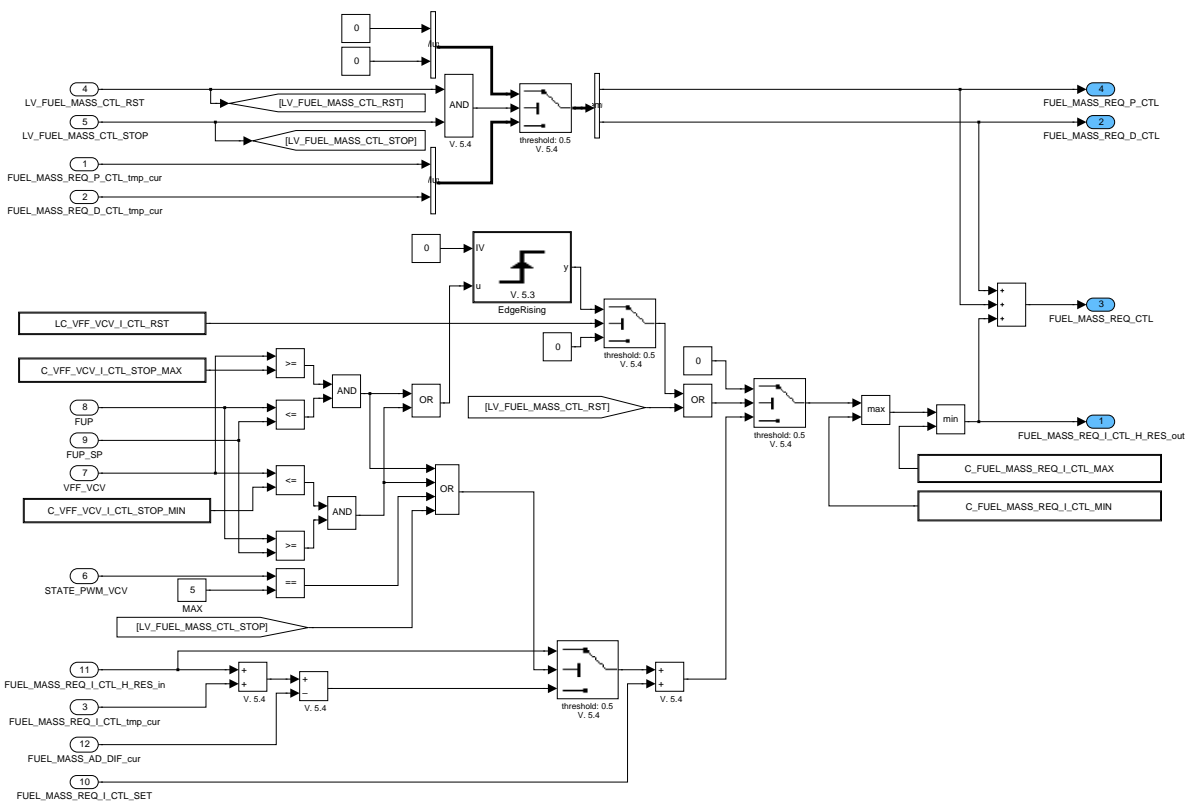 0
0
4
LV_FUEL_MASS_CTL_RST
[LV_FUEL_MASS_CTL_RST]
5
LV_FUEL_MASS_CTL_STOP
[LV_FUEL_MASS_CTL_STOP]
AND
V. 5.4
threshold: 0.5
V. 5.4
4
FUEL_MASS_REQ_P_CTL
2
FUEL_MASS_REQ_D_CTL
1
FUEL_MASS_REQ_P_CTL_tmp_cur
2
FUEL_MASS_REQ_D_CTL_tmp_cur
0
IV
u
y
V. 5.3
EdgeRising
LC_VFF_VCV_I_CTL_RST
0
threshold: 0.5
V. 5.4
+
+
+
3
FUEL_MASS_REQ_CTL
C_VFF_VCV_I_CTL_STOP_MAX
>=
AND
OR
0
8
FUP
<=
[LV_FUEL_MASS_CTL_RST]
OR
threshold: 0.5
V. 5.4
max
min
1
FUEL_MASS_REQ_I_CTL_H_RES_out
9
FUP_SP
7
VFF_VCV
<=
OR
C_FUEL_MASS_REQ_I_CTL_MAX
C_VFF_VCV_I_CTL_STOP_MIN
AND
C_FUEL_MASS_REQ_I_CTL_MIN
>=
6
STATE_PWM_VCV
5
MAX
==
[LV_FUEL_MASS_CTL_STOP]
11
FUEL_MASS_REQ_I_CTL_H_RES_in
+
+
V. 5.4
+
−
V. 5.4
threshold: 0.5
V. 5.4
+
+
V. 5.4
3
FUEL_MASS_REQ_I_CTL_tmp_cur
12
FUEL_MASS_AD_DIF_cur
10
FUEL_MASS_REQ_I_CTL_SET